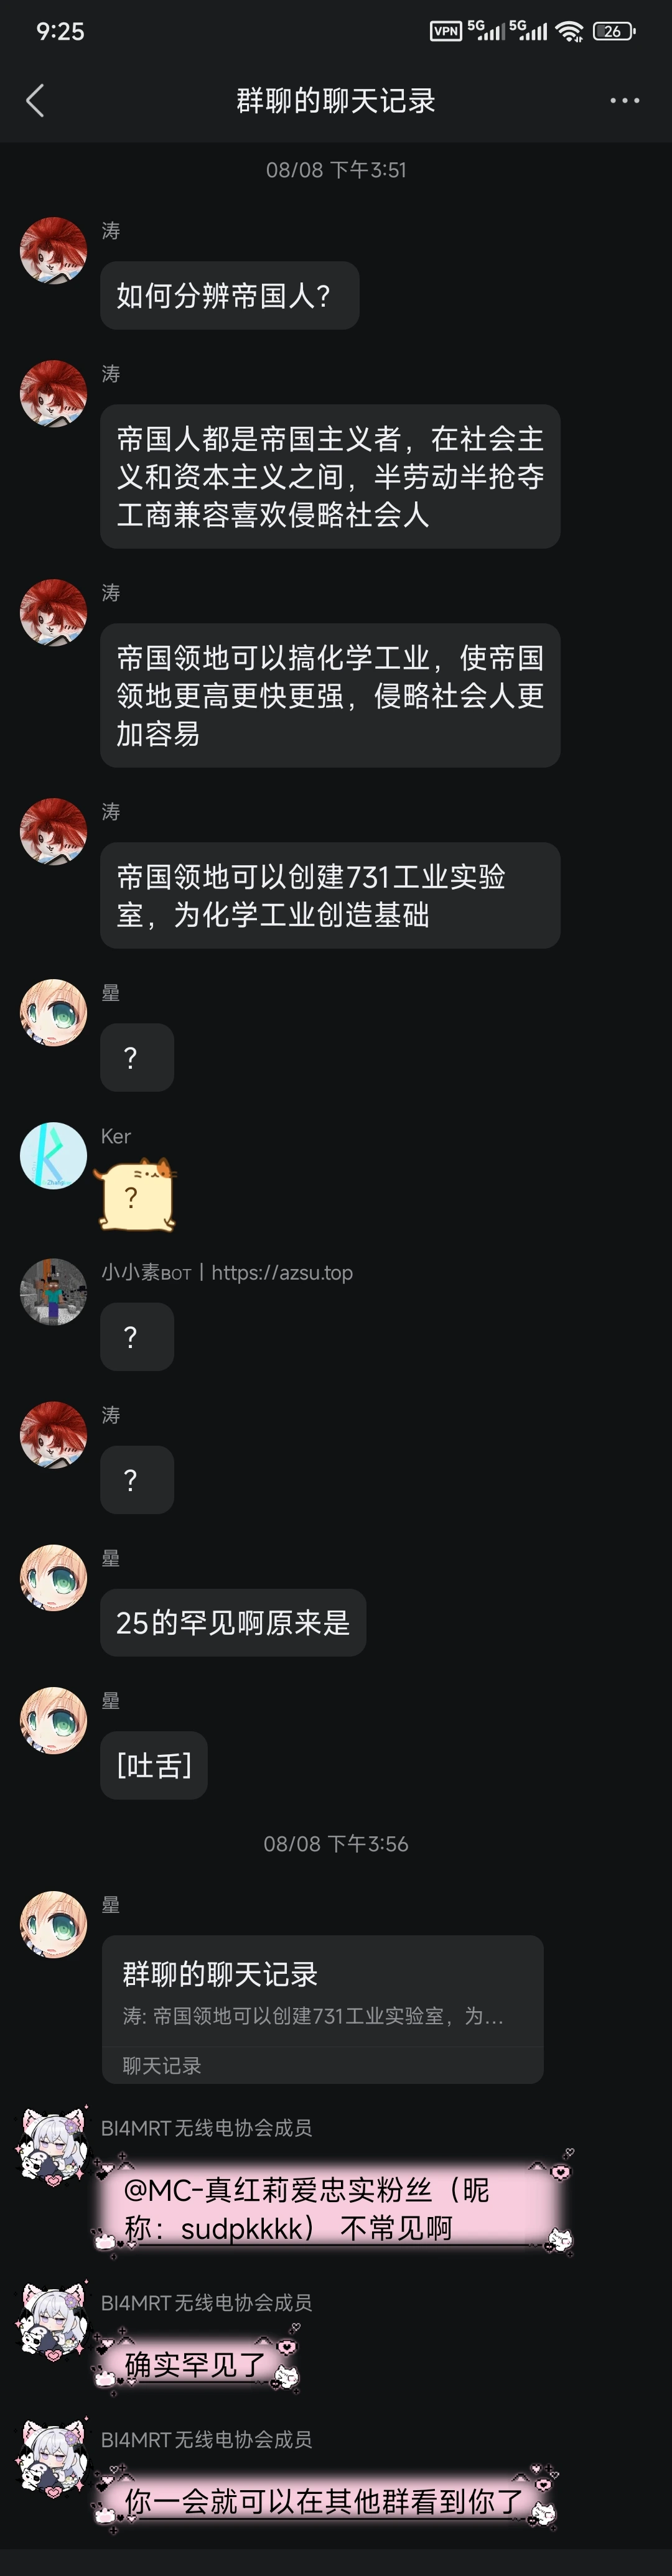 9:25
VPN 5G 5G 26
群聊的聊天记录
08/08 下午3:51
涛
如何分辨帝国人？
涛
帝国人都是帝国主义者，在社会主
义和资本主义之间，半劳动半抢夺
工商兼容喜欢侵略社会人
涛
帝国领地可以搞化学工业，使帝国
领地更高更快更强，侵略社会人更
加容易
涛
帝国领地可以创建731工业实验
室，为化学工业创造基础
？
Ker
？
小小素BOT丨https://azsu.top
？
涛
？
25的罕见啊原来是
[吐舌]
08/08 下午3:56
群聊的聊天记录
涛: 帝国领地可以创建731工业实验室，为...
聊天记录
BI4MRT无线电协会成员
@MC-真红莉爱忠实粉丝（昵
称：sudpkkkk） 不常见啊
BI4MRT无线电协会成员
确实罕见了
BI4MRT无线电协会成员
你一会就可以在其他群看到你了